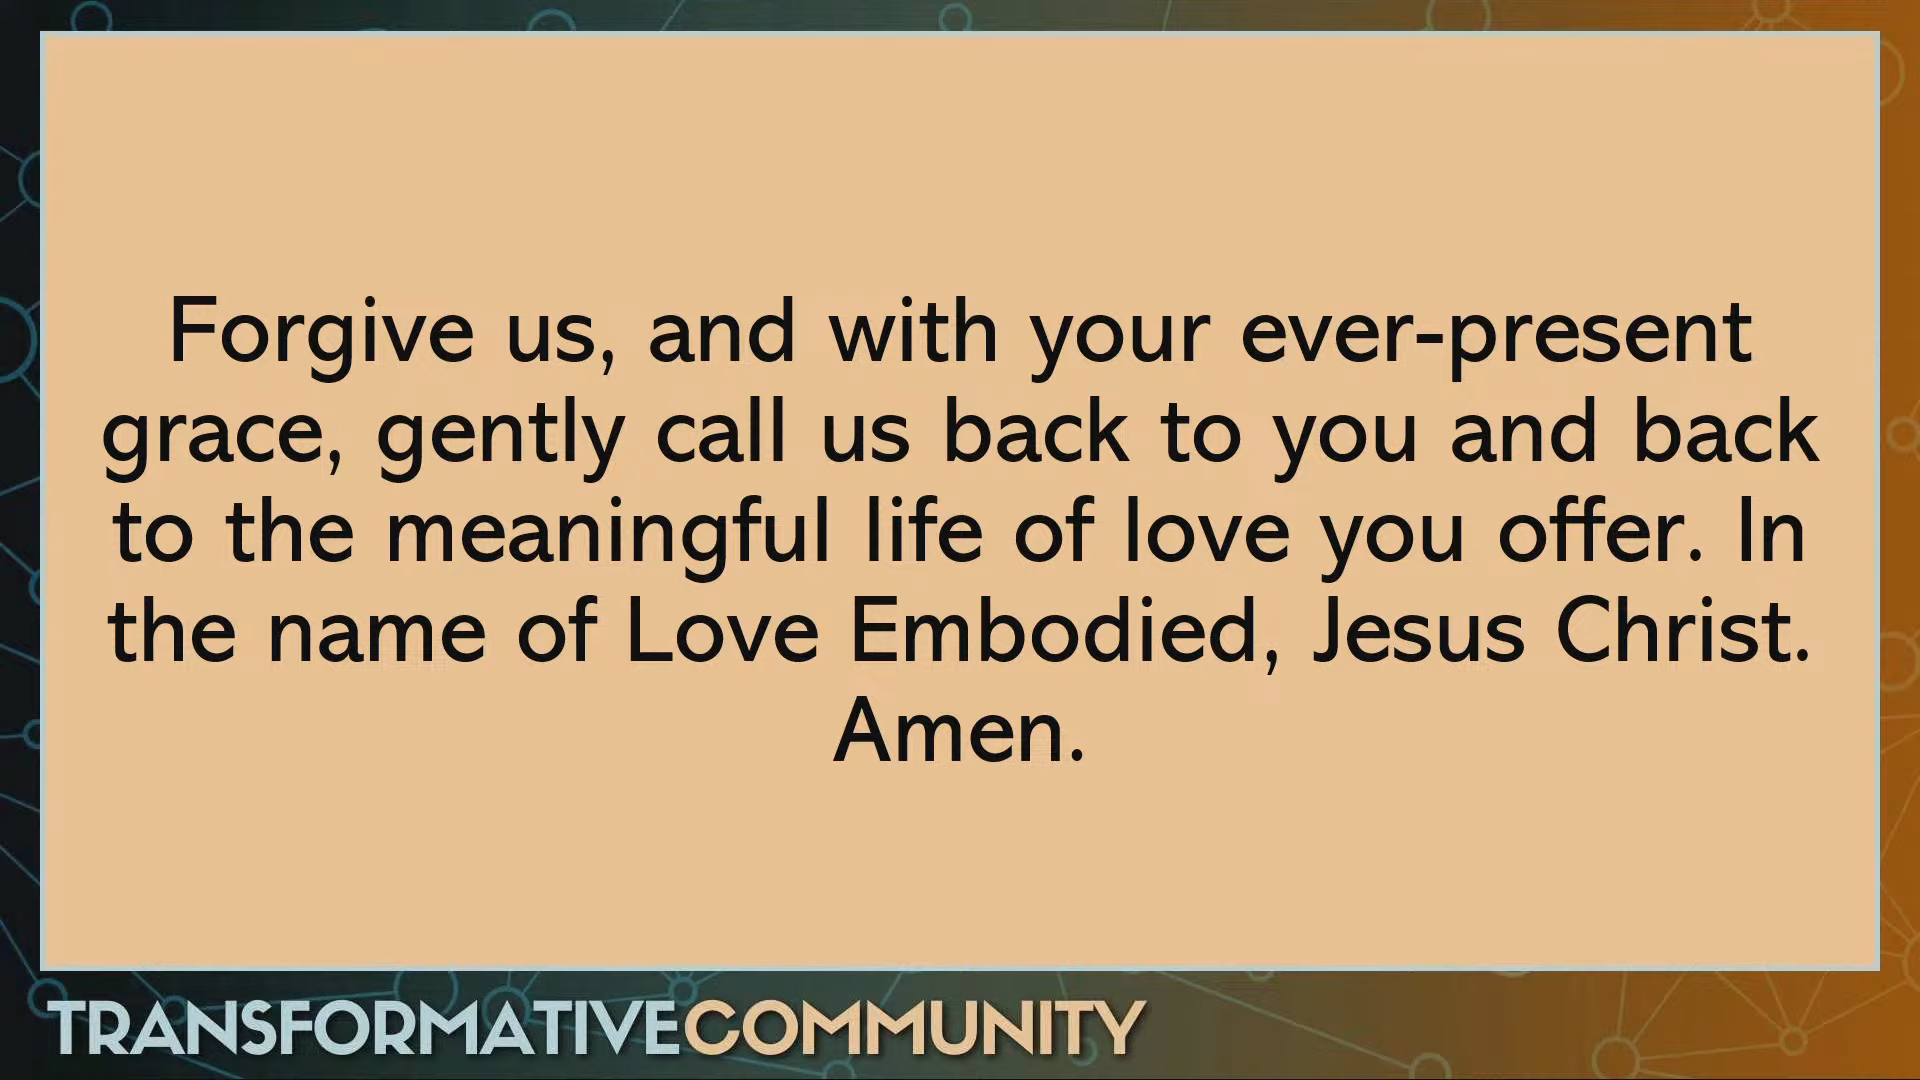 Forgive us, and with your ever-present
grace, gently call us back to you and back
to the meaningful life of love you offer. In
the name of Love Embodied, Jesus Christ.
Amen.
TRANSFORMATIVECOMMUNITY